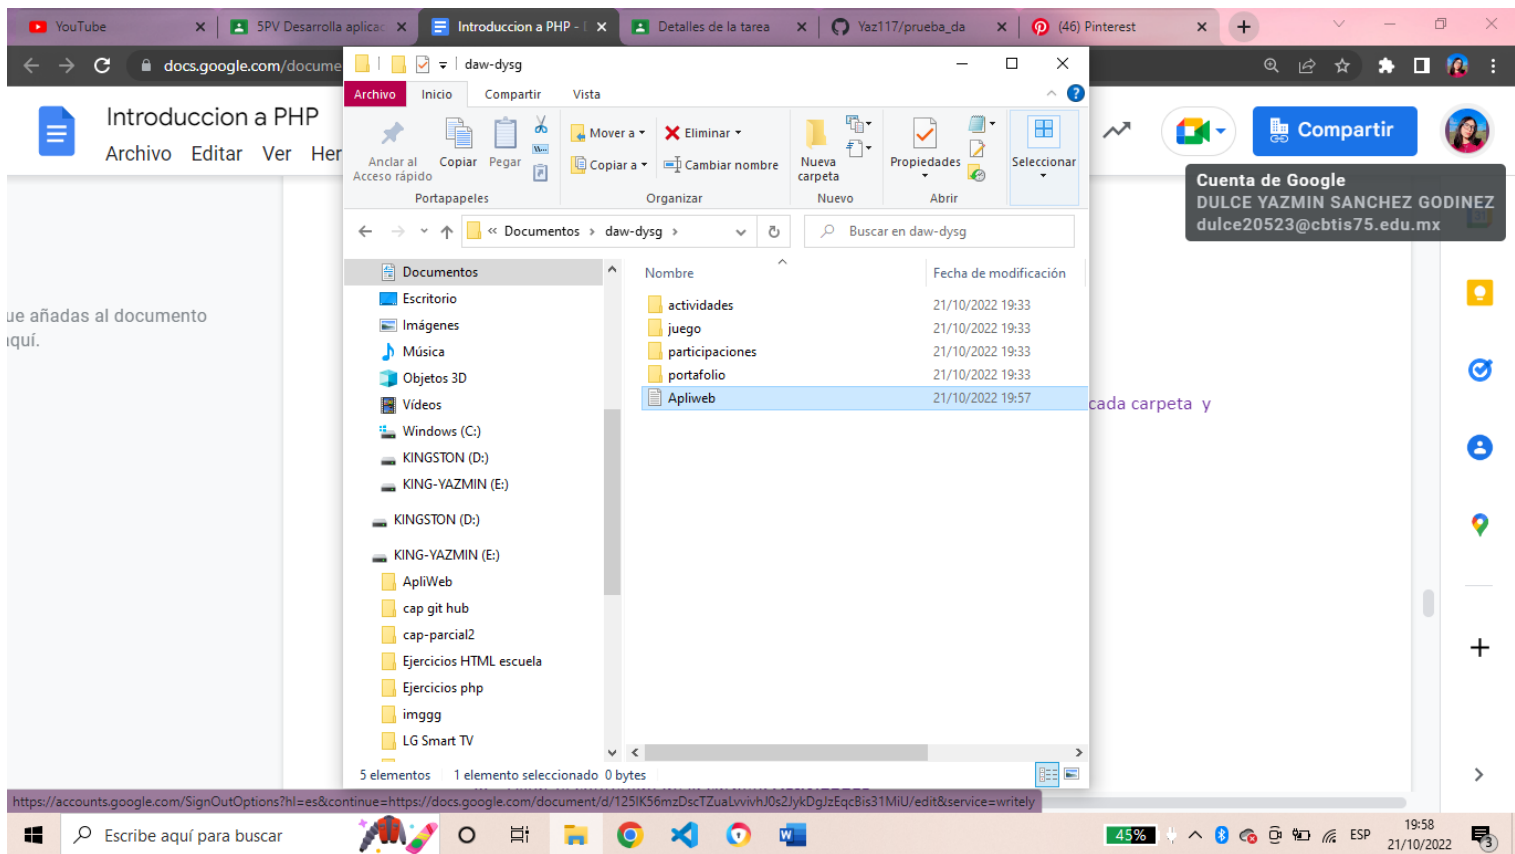 YouTube
5PV Desarrolla aplicac
Introduccion a PHP - 
Detalles de la tarea
Yaz117/prueba_da
(46) Pinterest
docs.google.com/docume
daw-dysg
Archivo Inicio Compartir Vista
Introduccion a PHP
Archivo Editar Ver Her
Compartir
Anclar al
Acceso rápido
Copiar
Pegar
Mover a
Copiar a
Eliminar
Cambiar nombre
Nueva
carpeta
Propiedades
Seleccionar
Portapapeles
Organizar
Nuevo
Abrir
Cuenta de Google
DULCE YAZMIN SANCHEZ GODINEZ
dulce20523@cbtis75.edu.mx
« Documentos › daw-dysg ›
Buscar en daw-dysg
Documentos
Escritorio
Imágenes
Música
Objetos 3D
Vídeos
Windows (C:)
KINGSTON (D:)
KING-YAZMIN (E:)
KINGSTON (D:)
KING-YAZMIN (E:)
ApliWeb
cap git hub
cap-parcial2
Ejercicios HTML escuela
Ejercicios php
imggg
LG Smart TV
Nombre Fecha de modificación
actividades 21/10/2022 19:33
juego 21/10/2022 19:33
participaciones 21/10/2022 19:33
portafolio 21/10/2022 19:33
Apliweb 21/10/2022 19:57
ue añadas al documento
aquí.
cada carpeta y
5 elementos 1 elemento seleccionado 0 bytes
https://accounts.google.com/SignOutOptions?hl=es&continue=https://docs.google.com/document/d/125IK56mzDscTZuaLvvivhJ0s2JykDgJzEqcBis31MiU/edit&service=writely
Escribe aquí para buscar
45%
ESP
19:58
21/10/2022
3